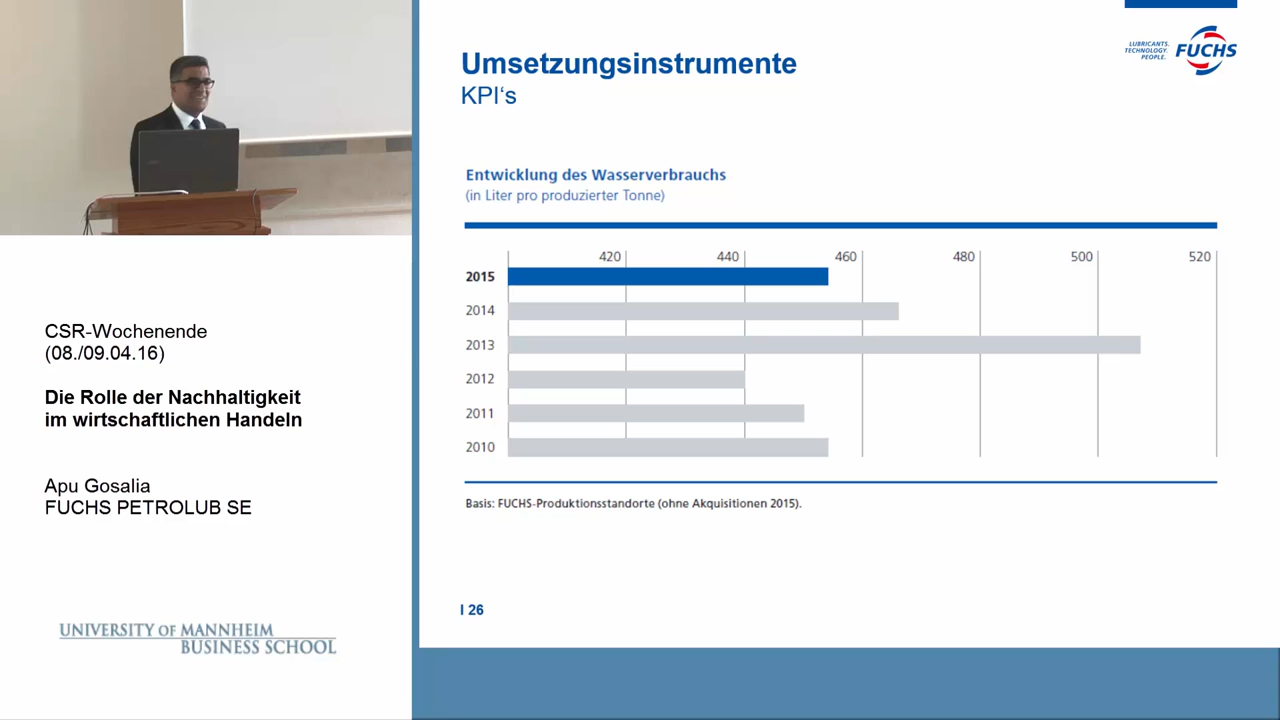 CSR-Wochenende
(08./09.04.16)
Die Rolle der Nachhaltigkeit
im wirtschaftlichen Handeln
Apu Gosalia
FUCHS PETROLUB SE
UNIVERSITY OF MANNHEIM
BUSINESS SCHOOL
Umsetzungsinstrumente
KPI‘s
LUBRICANTS.
TECHNOLOGY.
PEOPLE.
FUCHS
Entwicklung des Wasserverbrauchs
(in Liter pro produzierter Tonne)
420 440 460 480 500 520
2015
2014
2013
2012
2011
2010
Basis: FUCHS-Produktionsstandorte (ohne Akquisitionen 2015).
I 26